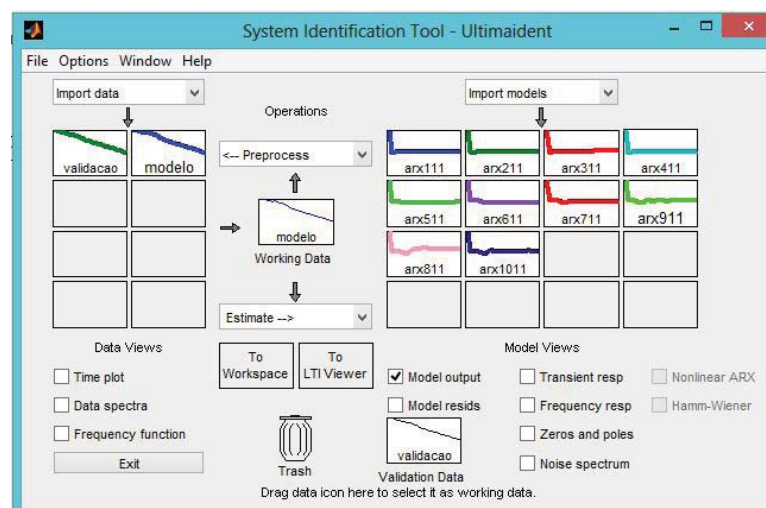 System Identification Tool - Ultimaident
File Options Window Help
Import data
Operations
Import models
validacao
modelo
<-- Preprocess
arx111
arx211
arx311
arx411
arx511
arx611
arx711
arx911
modelo
Working Data
arx811
arx1011
Estimate -->
Data Views
To Workspace
To LTI Viewer
Model Views
Time plot
Data spectra
Frequency function
Exit
Trash
Model output
Transient resp
Nonlinear ARX
Model resids
Frequency resp
Hamm-Wiener
validacao
Validation Data
Zeros and poles
Noise spectrum
Drag data icon here to select it as working data.